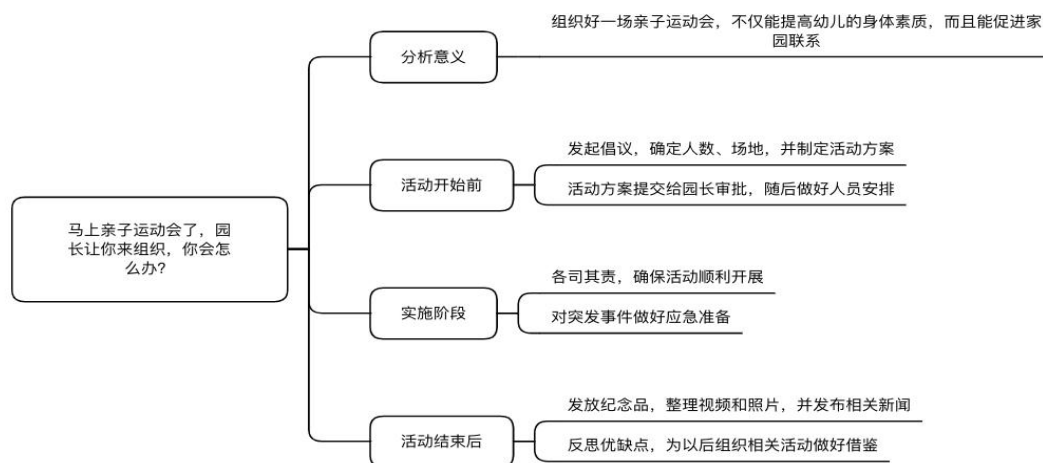 马上亲子运动会了，园
长让你来组织，你会怎
么办？
分析意义
组织好一场亲子运动会，不仅能提高幼儿的身体素质，而且能促进家
园联系
活动开始前
发起倡议，确定人数、场地，并制定活动方案
活动方案提交给园长审批，随后做好人员安排
实施阶段
各司其责，确保活动顺利开展
对突发事件做好应急准备
活动结束后
发放纪念品，整理视频和照片，并发布相关新闻
反思优缺点，为以后组织相关活动做好借鉴